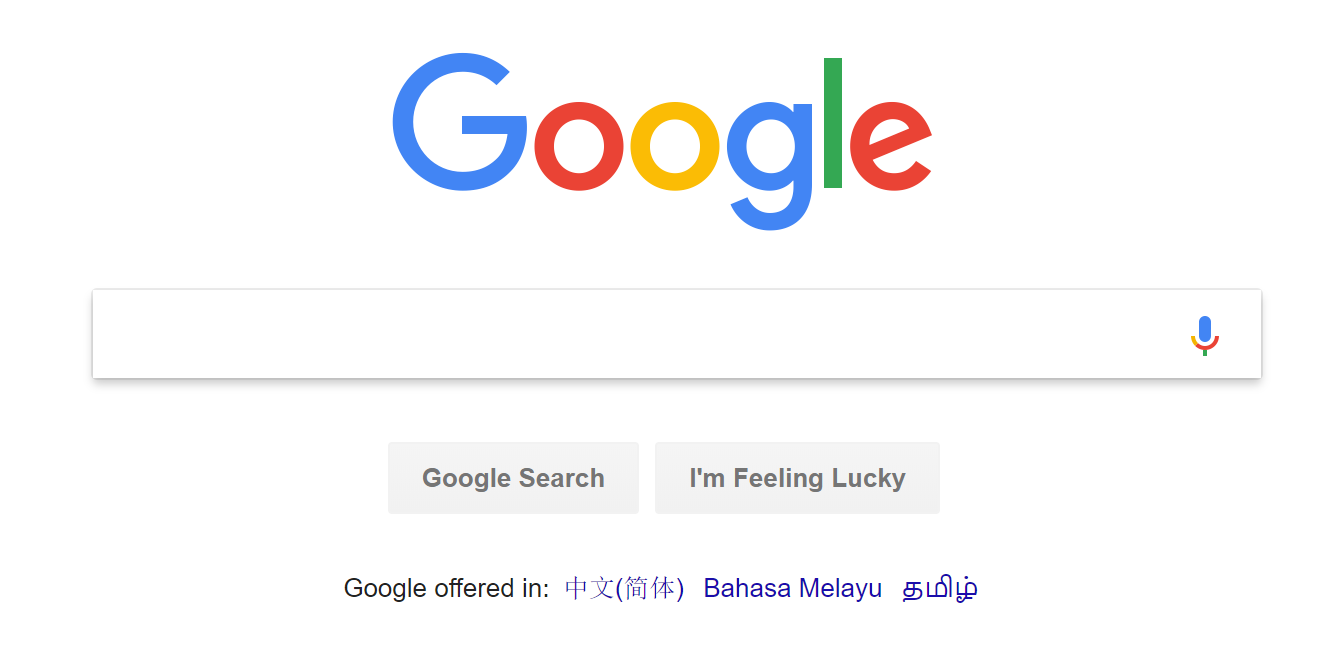 Google
Google Search I'm Feeling Lucky
Google offered in: 中文(简体) Bahasa Melayu தமிழ்